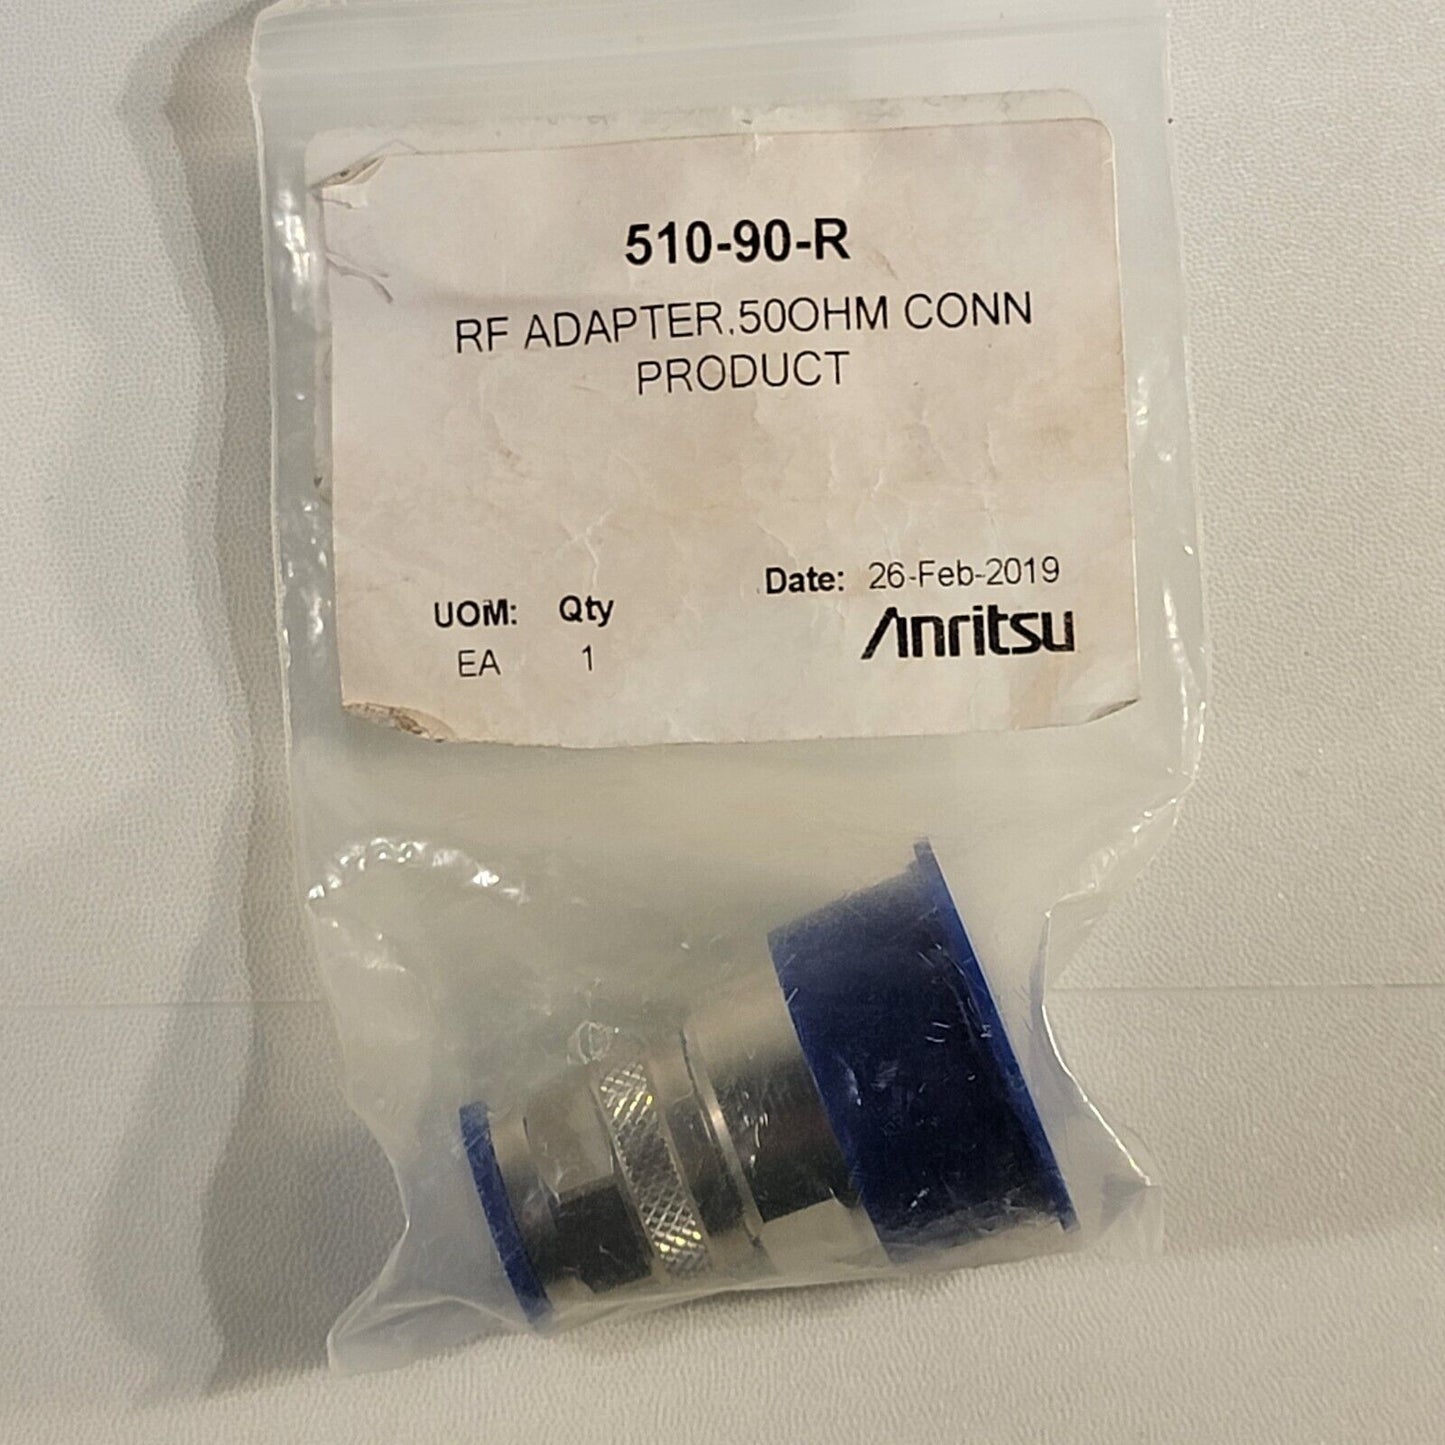 510-90-R
RF ADAPTER.50OHM CONN
PRODUCT
Date: 26-Feb-2019
UOM: Qty
EA 1
Anritsu